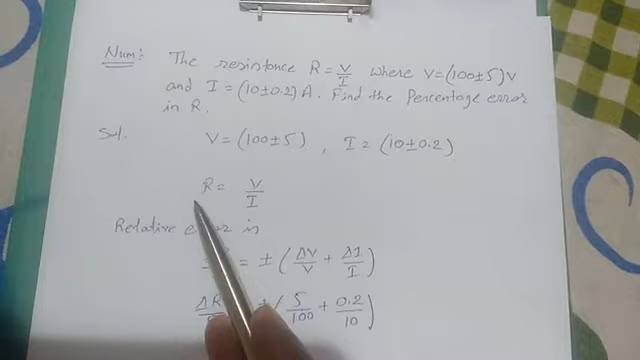 Num:- The resistance R = V/I where V = (100±5)V
and I = (10±0.2) A. Find the Percentage error
in R.
Sol. V = (100±5) , I = (10±0.2)
R = V/I
Relative is
= ± (ΔV/V + ΔI/I)
ΔR ± (5/100 + 0.2/10)